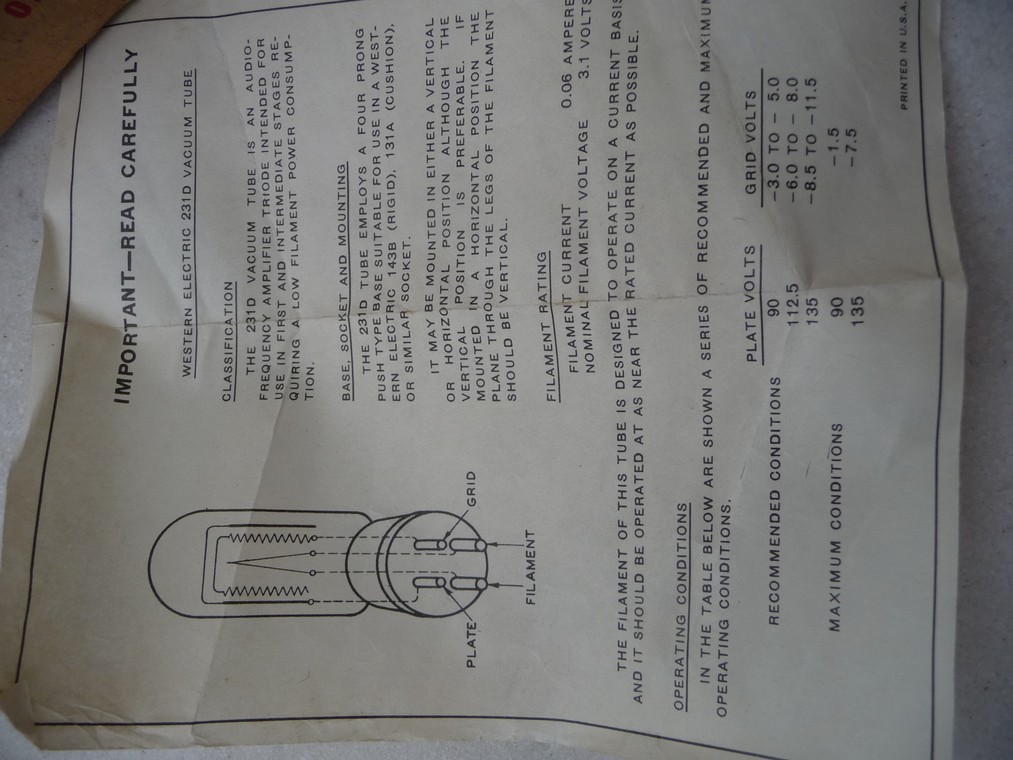 IMPORTANT—READ CAREFULLY
WESTERN ELECTRIC 231D VACUUM TUBE
CLASSIFICATION
THE 231D VACUUM TUBE IS AN AUDIO-
FREQUENCY AMPLIFIER TRIODE INTENDED FOR
USE IN FIRST AND INTERMEDIATE STAGES RE-
QUIRING A LOW FILAMENT POWER CONSUMP-
TION.
BASE, SOCKET AND MOUNTING
THE 231D TUBE EMPLOYS A FOUR PRONG
PUSH TYPE BASE SUITABLE FOR USE IN A WEST-
ERN ELECTRIC 143B (RIGID), 131A (CUSHION),
OR SIMILAR SOCKET.
IT MAY BE MOUNTED IN EITHER A VERTICAL
OR HORIZONTAL POSITION ALTHOUGH THE
VERTICAL POSITION IS PREFERABLE. IF
MOUNTED IN A HORIZONTAL POSITION THE
PLANE THROUGH THE LEGS OF THE FILAMENT
SHOULD BE VERTICAL.
PLATE
GRID
FILAMENT
FILAMENT RATING
FILAMENT CURRENT 0.06 AMPERE
NOMINAL FILAMENT VOLTAGE 3.1 VOLTS
THE FILAMENT OF THIS TUBE IS DESIGNED TO OPERATE ON A CURRENT BASIS
AND IT SHOULD BE OPERATED AT AS NEAR THE RATED CURRENT AS POSSIBLE.
OPERATING CONDITIONS
IN THE TABLE BELOW ARE SHOWN A SERIES OF RECOMMENDED AND MAXIMUM
OPERATING CONDITIONS.
PLATE VOLTS GRID VOLTS
RECOMMENDED CONDITIONS 90 -3.0 TO - 5.0
112.5 -6.0 TO - 8.0
135 -8.5 TO -11.5
MAXIMUM CONDITIONS 90 -1.5
135 -7.5
PRINTED IN U.S.A.